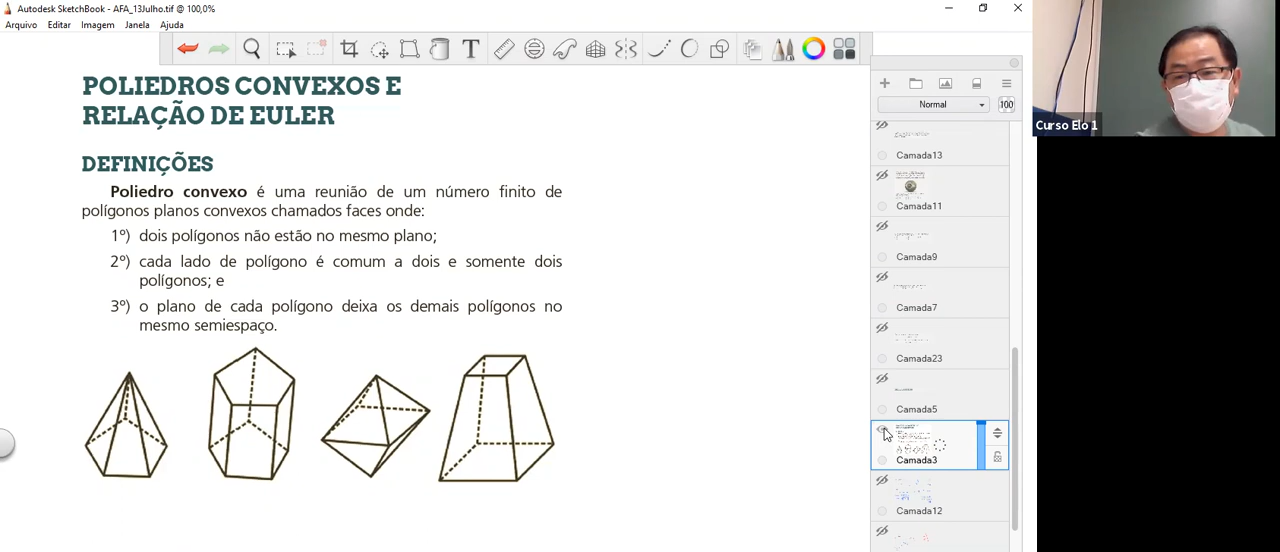 Autodesk SketchBook - AFA_13Julho.tif @ 100,0%
Arquivo Editar Imagem Janela Ajuda
T
POLIEDROS CONVEXOS E
RELAÇÃO DE EULER
DEFINIÇÕES
Poliedro convexo é uma reunião de um número finito de
polígonos planos convexos chamados faces onde:
1º) dois polígonos não estão no mesmo plano;
2º) cada lado de polígono é comum a dois e somente dois
polígonos; e
3º) o plano de cada polígono deixa os demais polígonos no
mesmo semiespaço.
Normal 100
Camada13
Camada11
Camada9
Camada7
Camada23
Camada5
Camada3
Camada12
Curso Elo 1